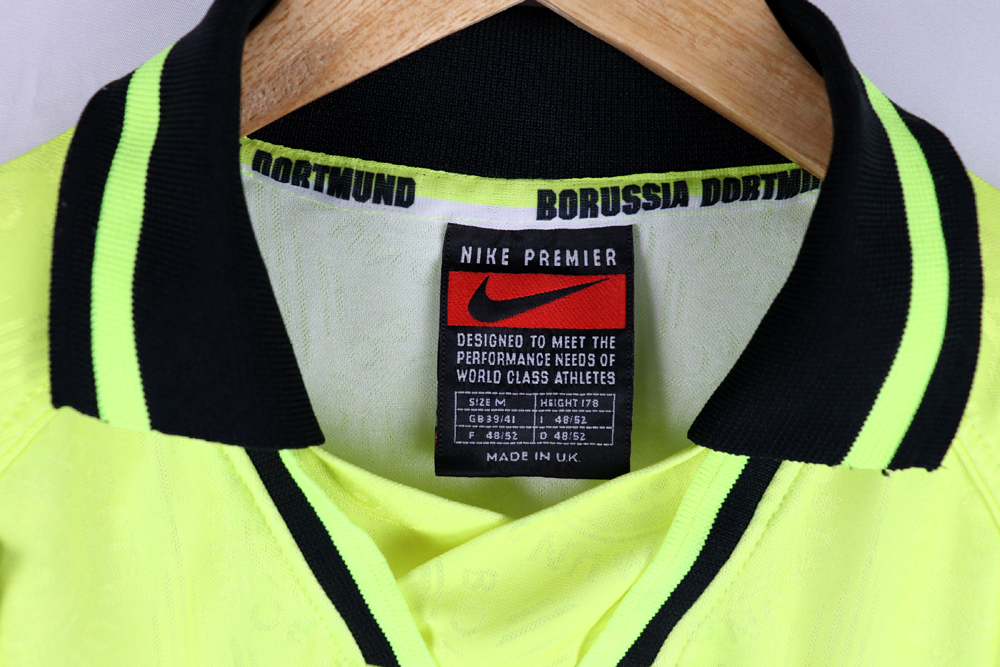 DORTMUND
BORUSSIA DORTMU
NIKE PREMIER
DESIGNED TO MEET THE
PERFORMANCE NEEDS OF
WORLD CLASS ATHLETES
SIZE M HEIGHT 178
GB 39/41 I 48/52
F 48/52 D 48/52
MADE IN U.K.